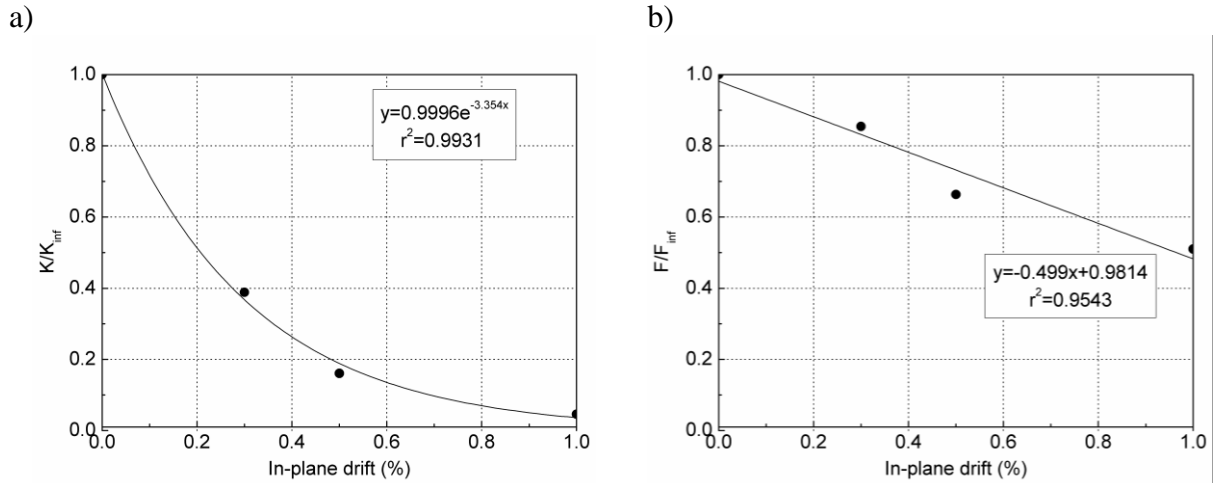 a)
1.0
0.8
0.6
0.4
0.2
0.0
K/K_inf
y=0.9996e^-3.354x
r²=0.9931
0.0 0.2 0.4 0.6 0.8 1.0
In-plane drift (%)
b)
1.0
0.8
0.6
0.4
0.2
0.0
F/F_inf
y=-0.499x+0.9814
r²=0.9543
0.0 0.2 0.4 0.6 0.8 1.0
In-plane drift (%)